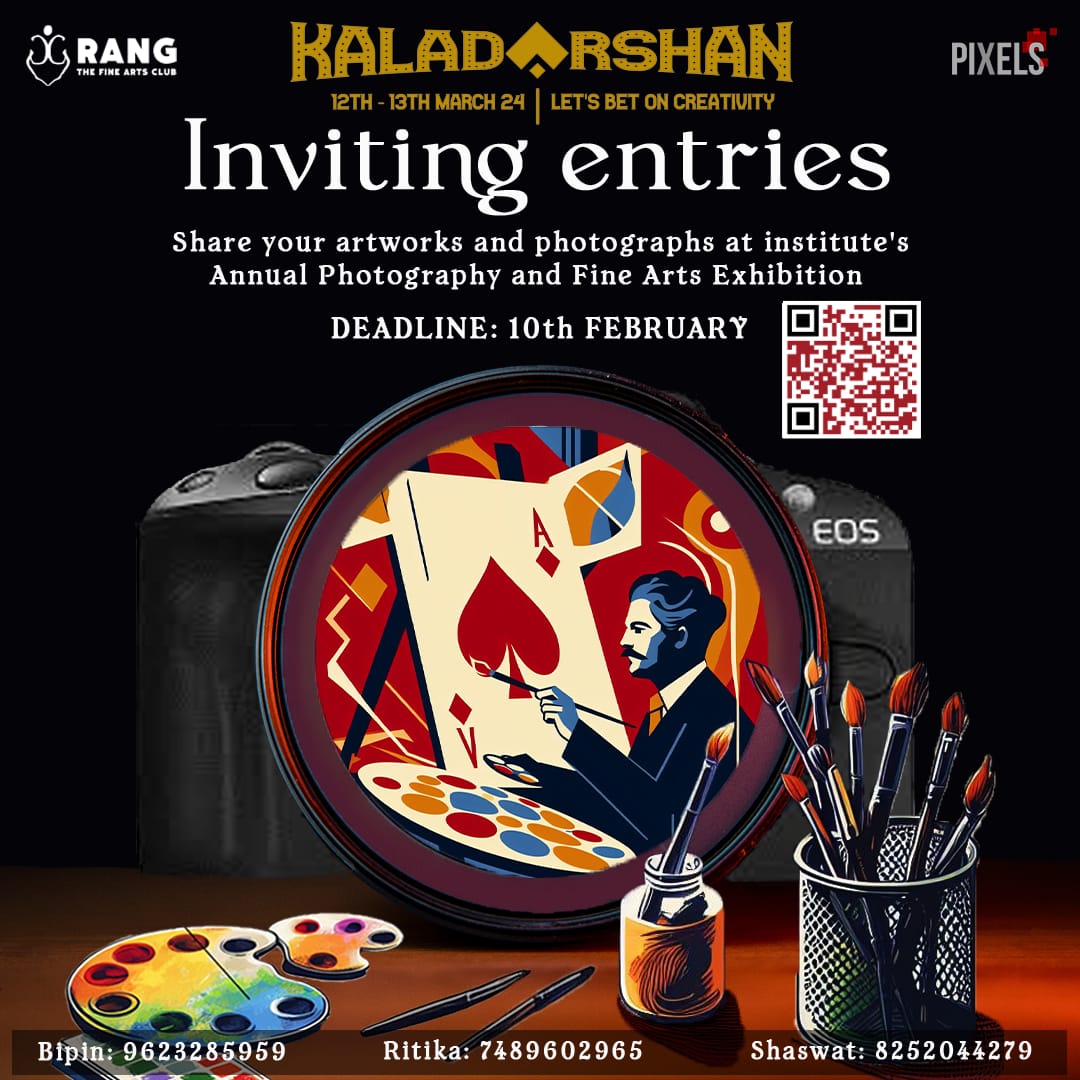 RANG
THE FINE ARTS CLUB
KALADARSHAN
PIXELS
12TH - 13TH MARCH 24 | LET'S BET ON CREATIVITY
Inviting entries
Share your artworks and photographs at institute's
Annual Photography and Fine Arts Exhibition
DEADLINE: 10th FEBRUARY
EOS
A
A
Bipin: 9623285959 Ritika: 7489602965 Shaswat: 8252044279